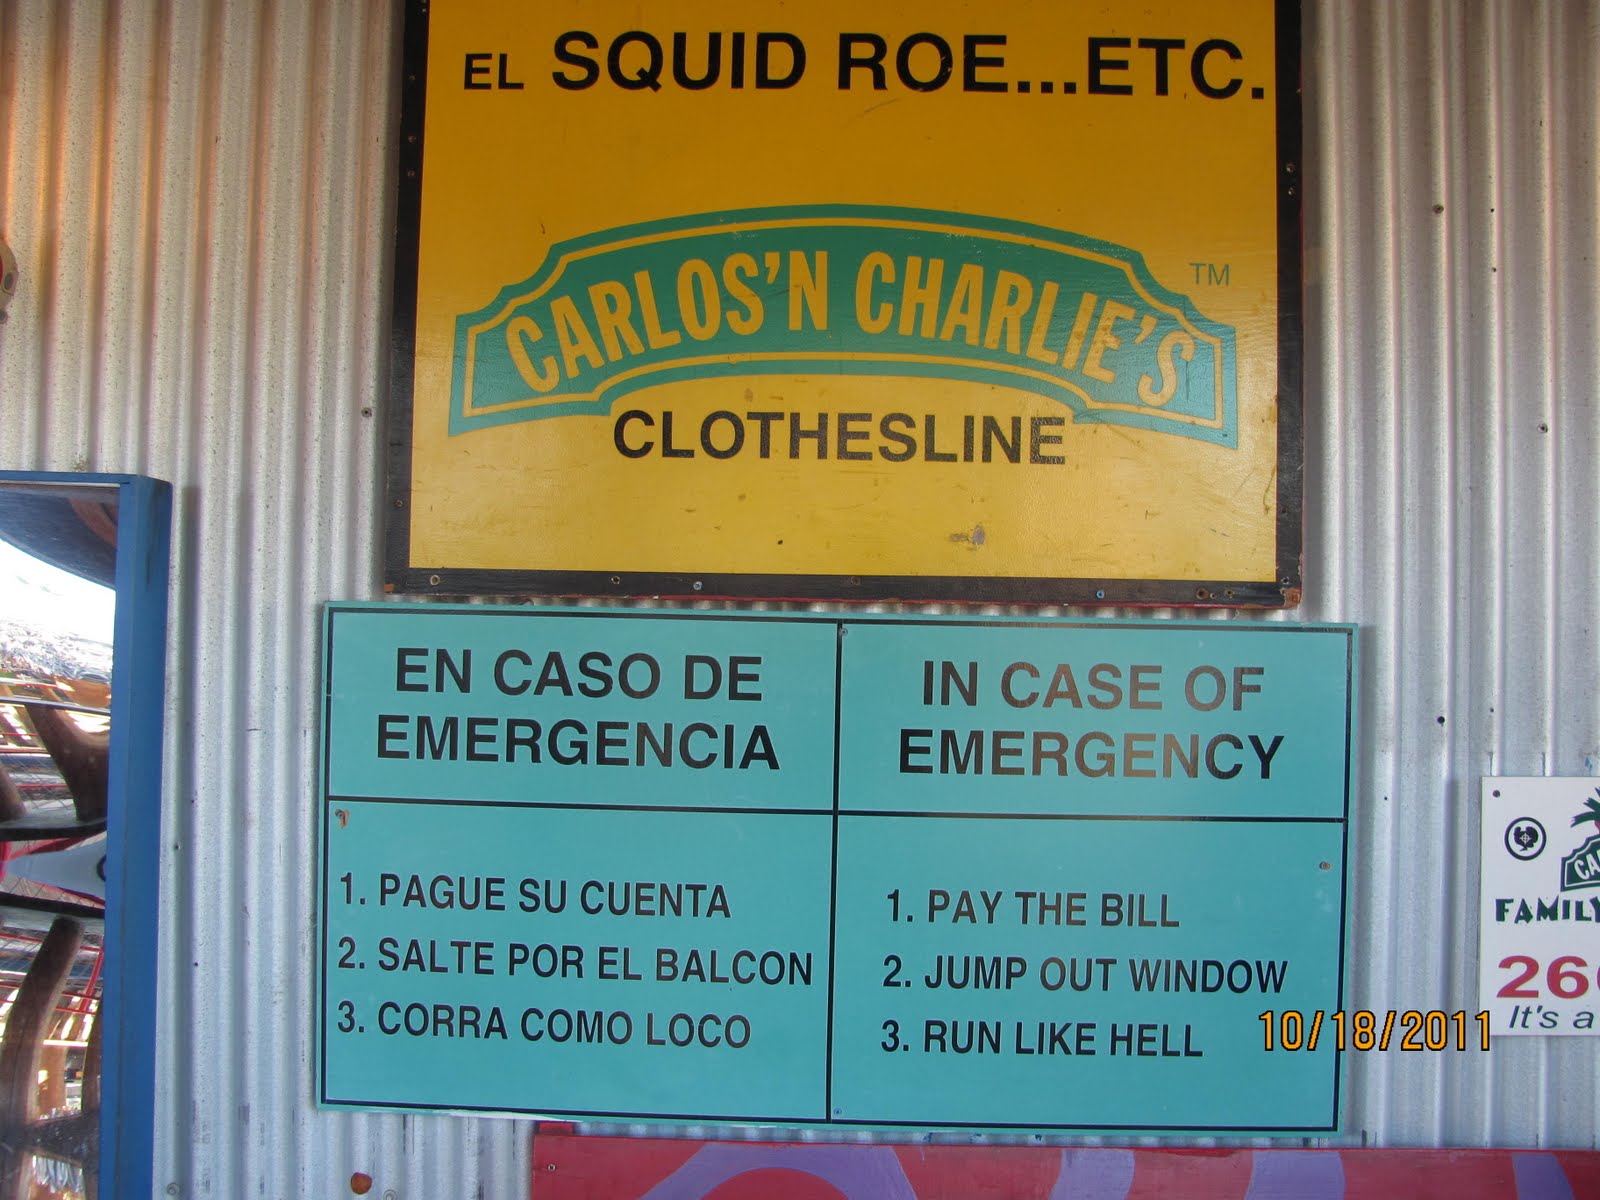 EL SQUID ROE...ETC.
CARLOS'N CHARLIE'S TM
CLOTHESLINE
EN CASO DE
EMERGENCIA
1. PAGUE SU CUENTA
2. SALTE POR EL BALCON
3. CORRA COMO LOCO
IN CASE OF
EMERGENCY
1. PAY THE BILL
2. JUMP OUT WINDOW
3. RUN LIKE HELL
FAMILY
It's a
10/18/2011